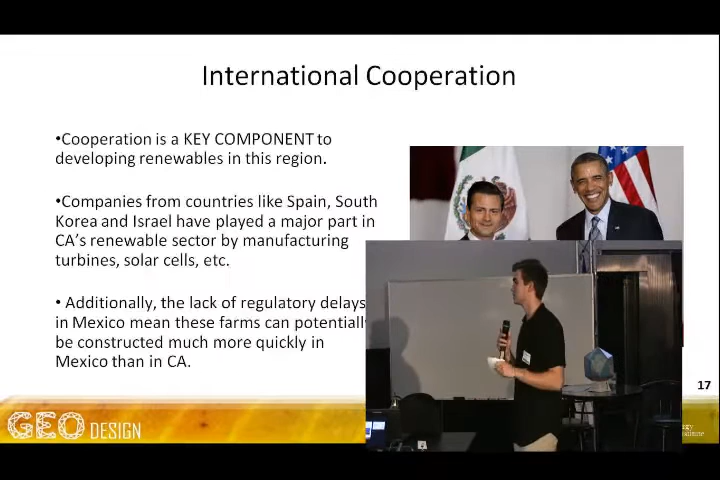 International Cooperation
•Cooperation is a KEY COMPONENT to
developing renewables in this region.
•Companies from countries like Spain, South
Korea and Israel have played a major part in
CA's renewable sector by manufacturing
turbines, solar cells, etc.
• Additionally, the lack of regulatory delays
in Mexico mean these farms can potentially
be constructed much more quickly in
Mexico than in CA.
17
GEO DESIGN